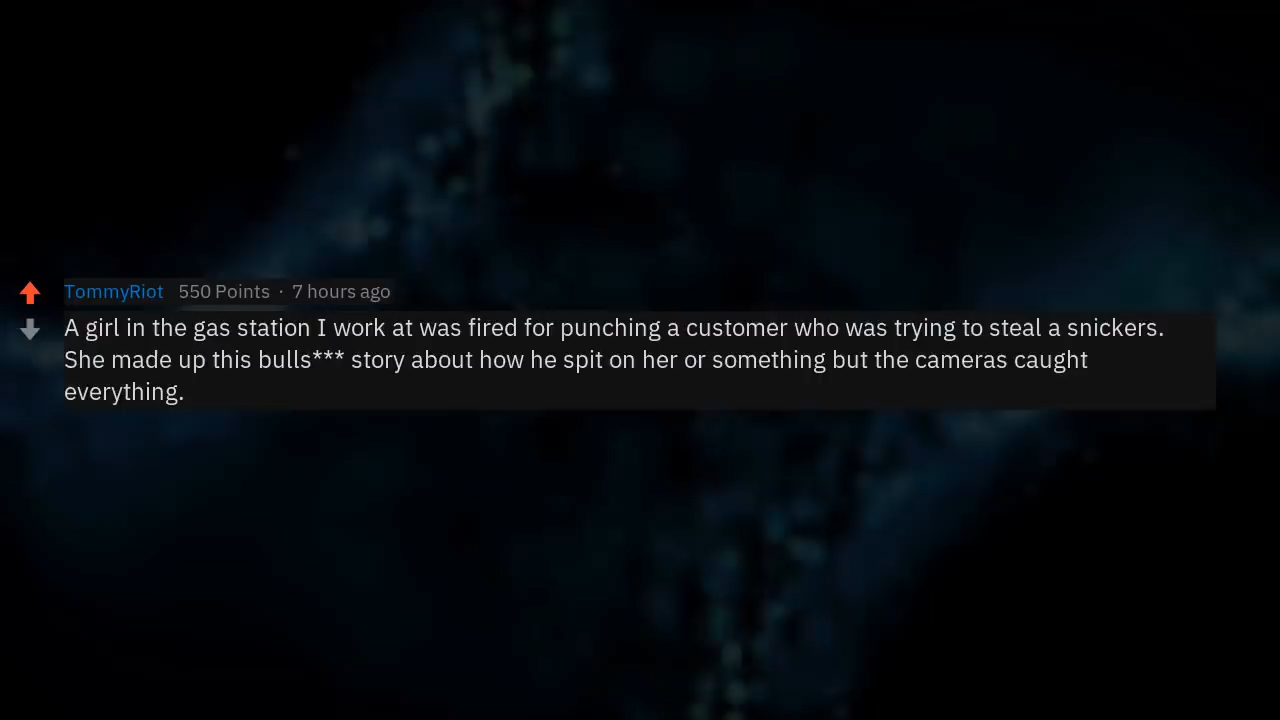 TommyRiot 550 Points · 7 hours ago
A girl in the gas station I work at was fired for punching a customer who was trying to steal a snickers.
She made up this bulls*** story about how he spit on her or something but the cameras caught
everything.